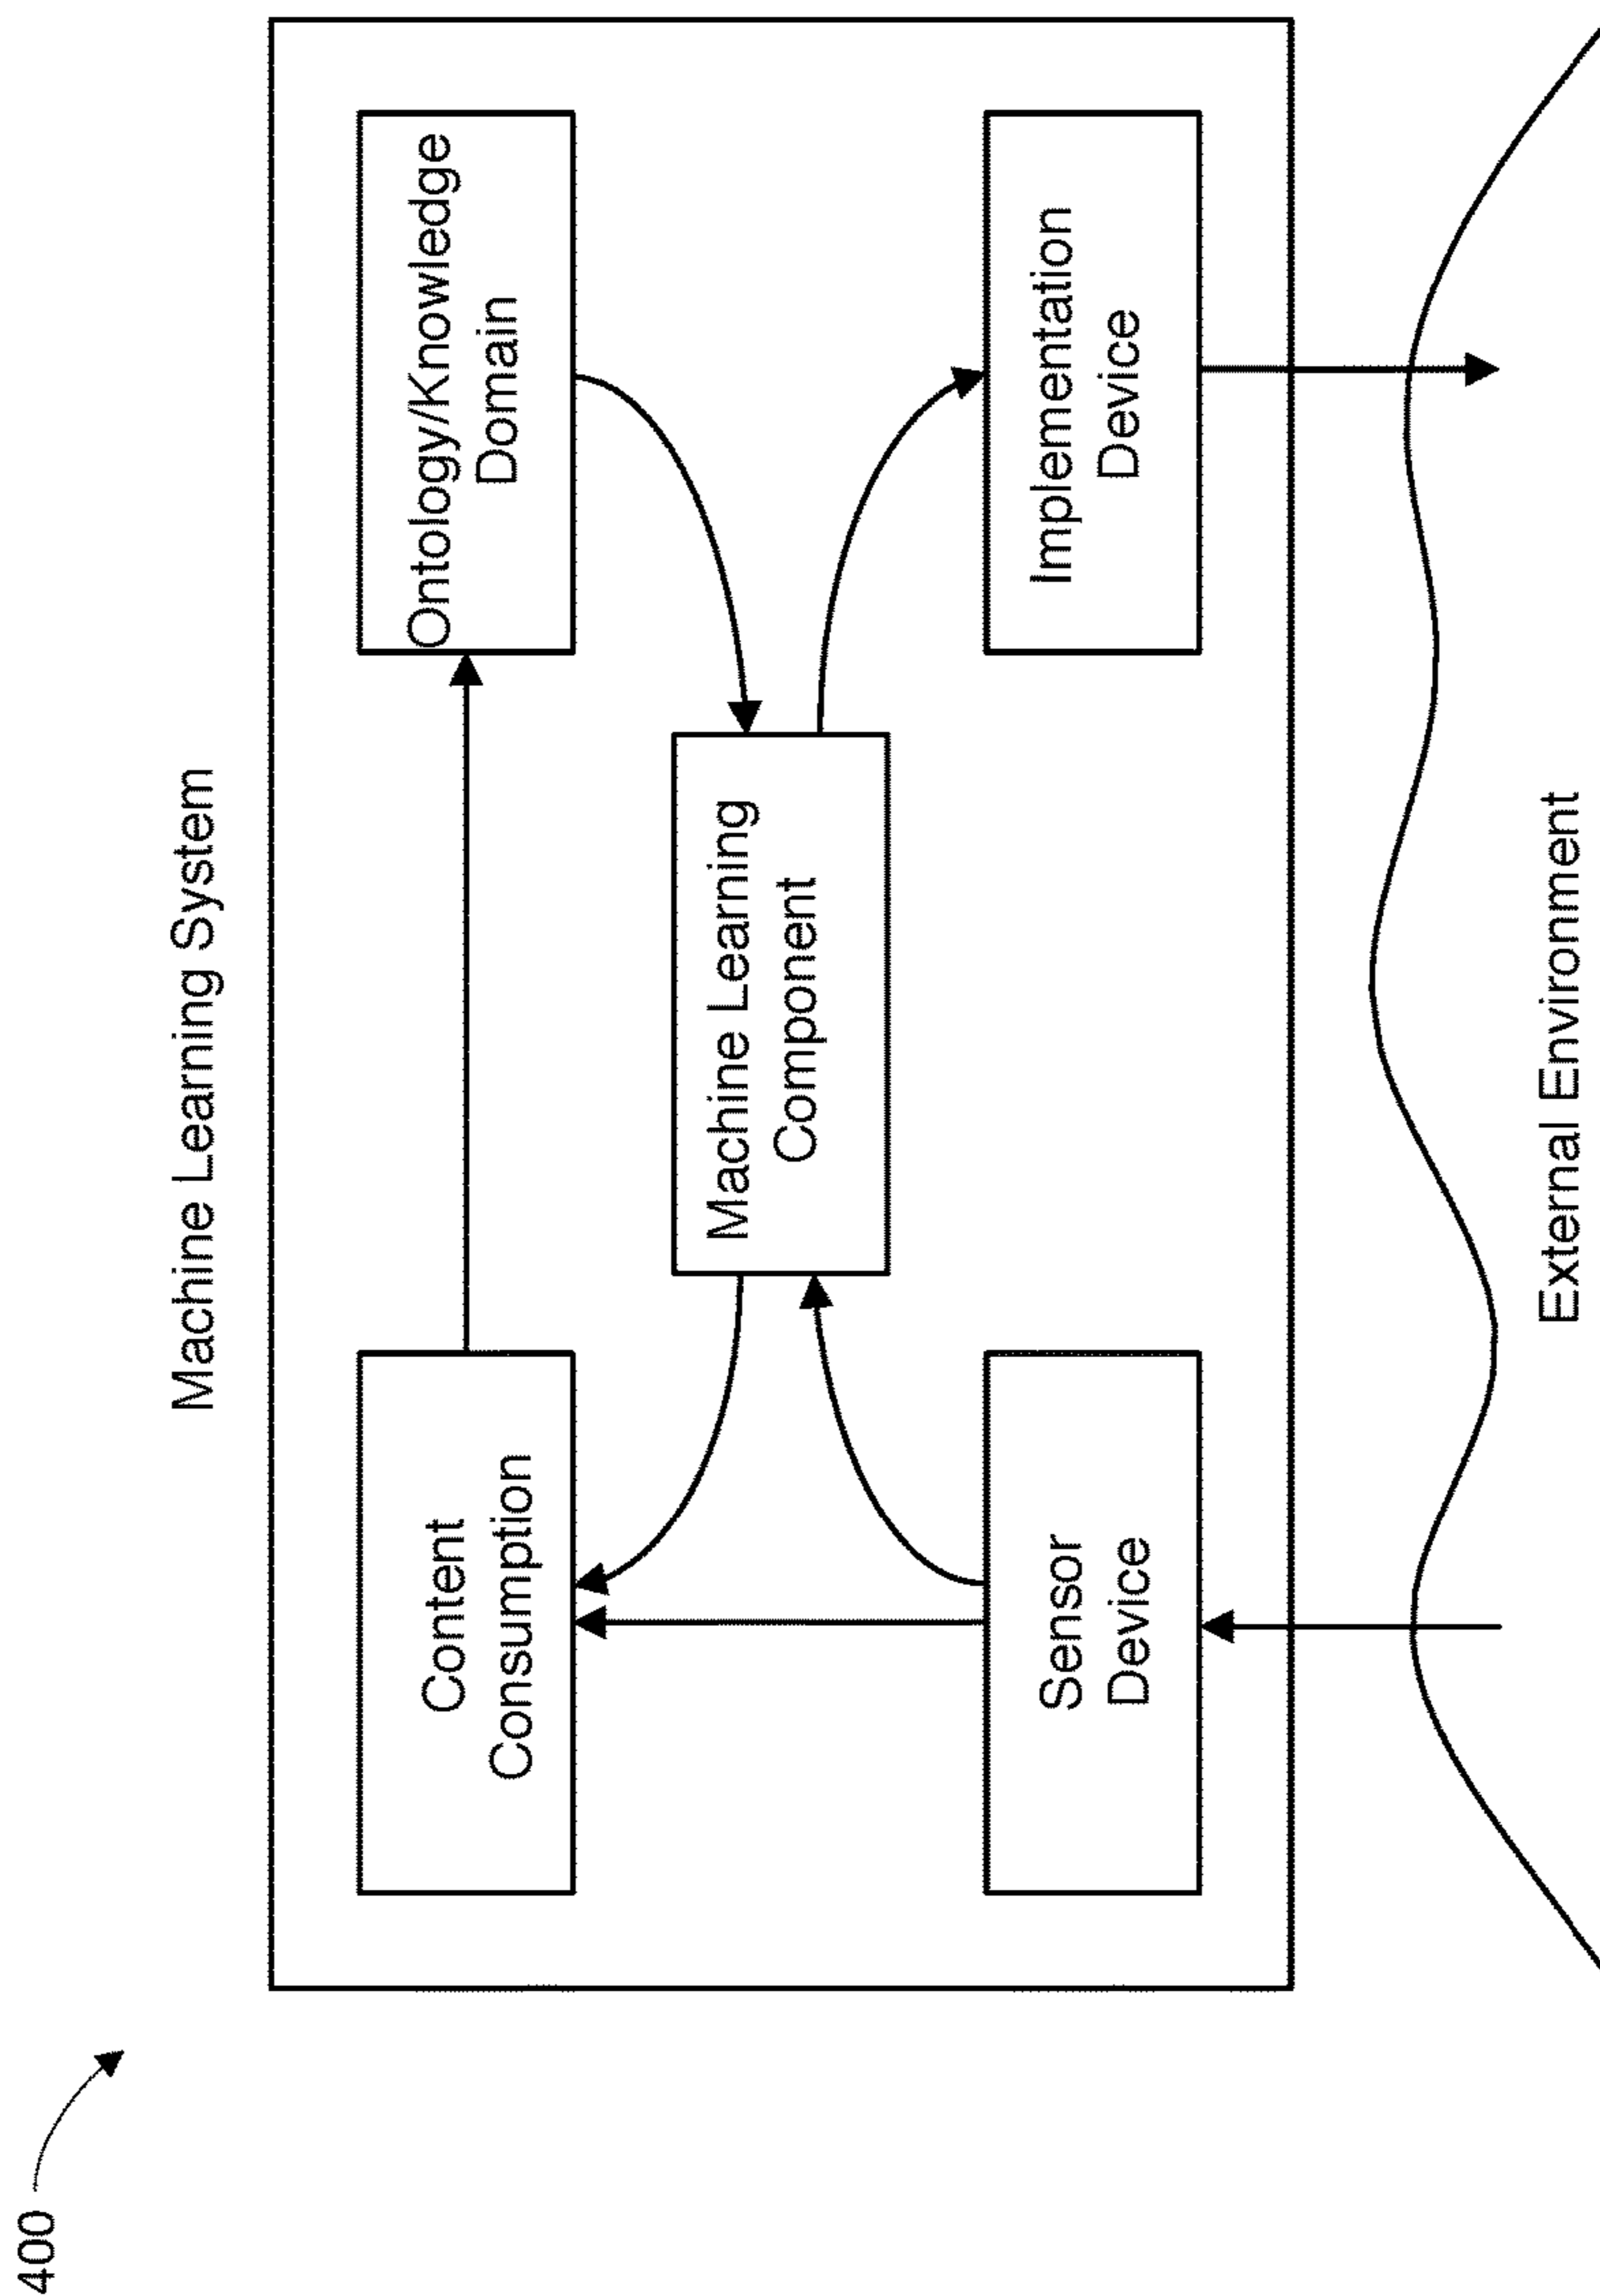 400
Machine Learning System
Content
Consumption
Ontology/Knowledge
Domain
Machine Learning
Component
Sensor
Device
Implementation
Device
External Environment